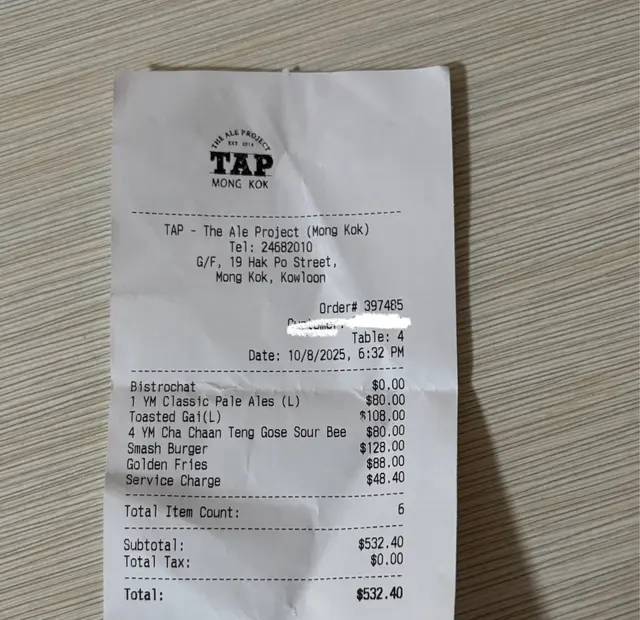 THE ALE PROJECT
EST 2014
TAP
MONG KOK
TAP - The Ale Project (Mong Kok)
Tel: 24682010
G/F, 19 Hak Po Street,
Mong Kok, Kowloon
Order# 397485
Table: 4
Date: 10/8/2025, 6:32 PM
Bistrochat $0.00
1 YM Classic Pale Ales (L) $80.00
Toasted Gai(L) $108.00
4 YM Cha Chaan Teng Gose Sour Bee $80.00
Smash Burger $128.00
Golden Fries $88.00
Service Charge $48.40
Total Item Count: 6
Subtotal: $532.40
Total Tax: $0.00
Total: $532.40